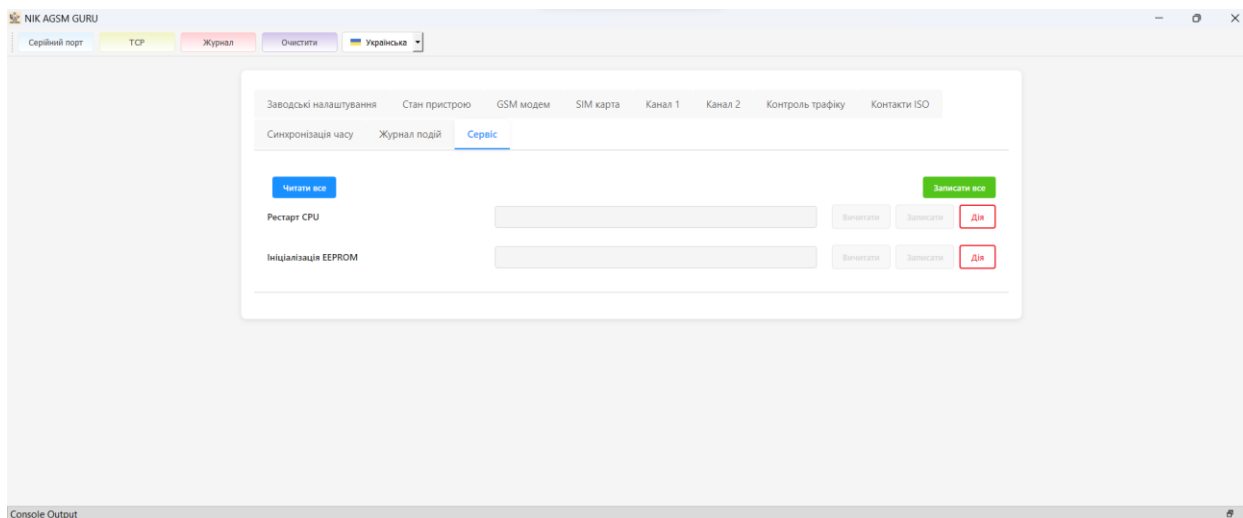 NIK AGSM GURU
Серійний порт TCP Журнал Очистити Українська
Заводські налаштування Стан пристрою GSM модем SIM карта Канал 1 Канал 2 Контроль трафіку Контакти ISO
Синхронізація часу Журнал подій Сервіс
Читати все Записати все
Рестарт CPU Вичитати Записати Дія
Ініціалізація EEPROM Вичитати Записати Дія
Console Output